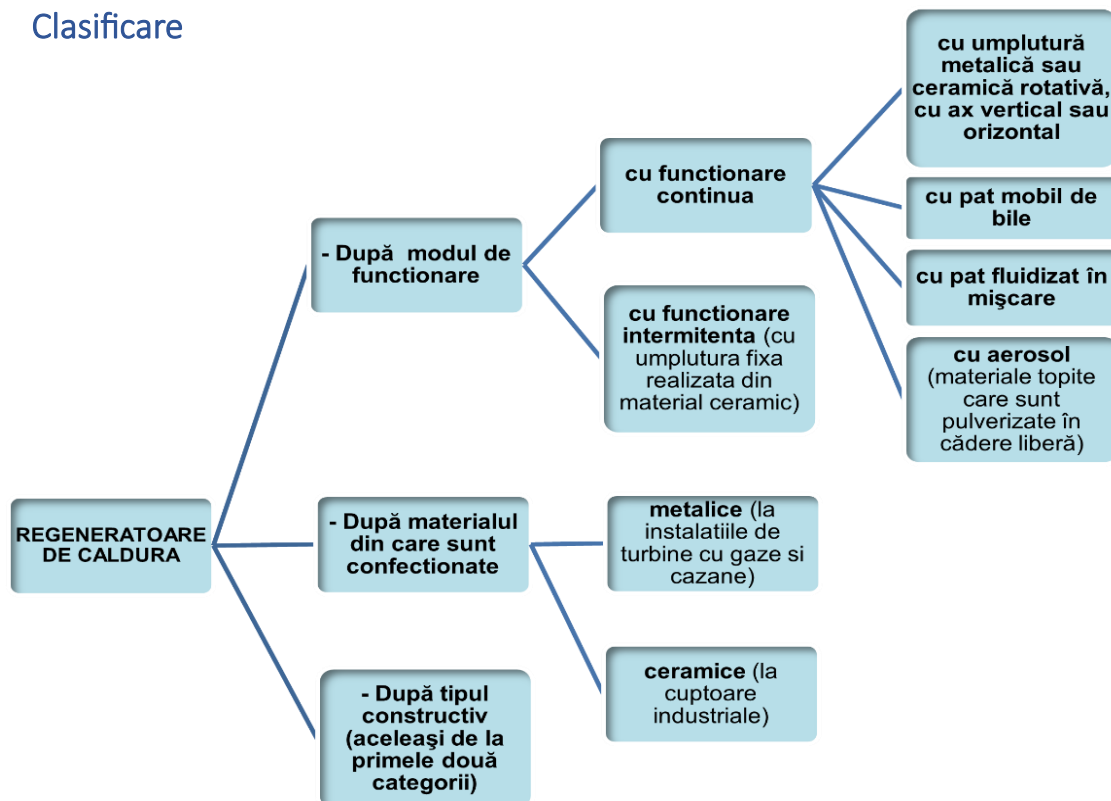 Clasificare
REGENERATOARE
DE CALDURA
- După  modul de
functionare
cu functionare
continua
cu umplutură
metalică sau
ceramică rotativă,
cu ax vertical sau
orizontal
cu pat mobil de
bile
cu pat fluidizat în
mişcare
cu aerosol
(materiale topite
care sunt
pulverizate în
cădere liberă)
cu functionare
intermitenta (cu
umplutura fixa
realizata din
material ceramic)
- După materialul
din care sunt
confectionate
metalice (la
instalatiile de
turbine cu gaze si
cazane)
ceramice (la
cuptoare
industriale)
- După tipul
constructiv
(aceleaşi de la
primele două
categorii)